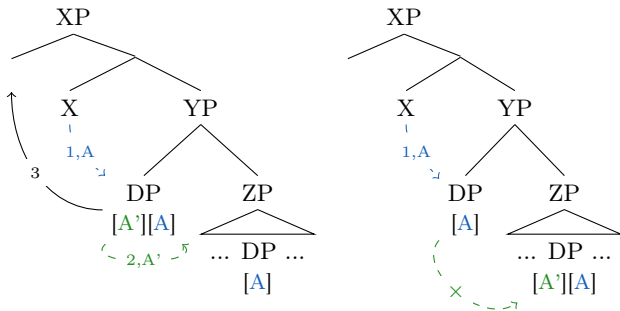 XP XP
X YP X YP
1,A 1,A
3
DP ZP DP ZP
[A'][A] [A]
2,A' ... DP ... ... DP ...
[A] × [A'][A]